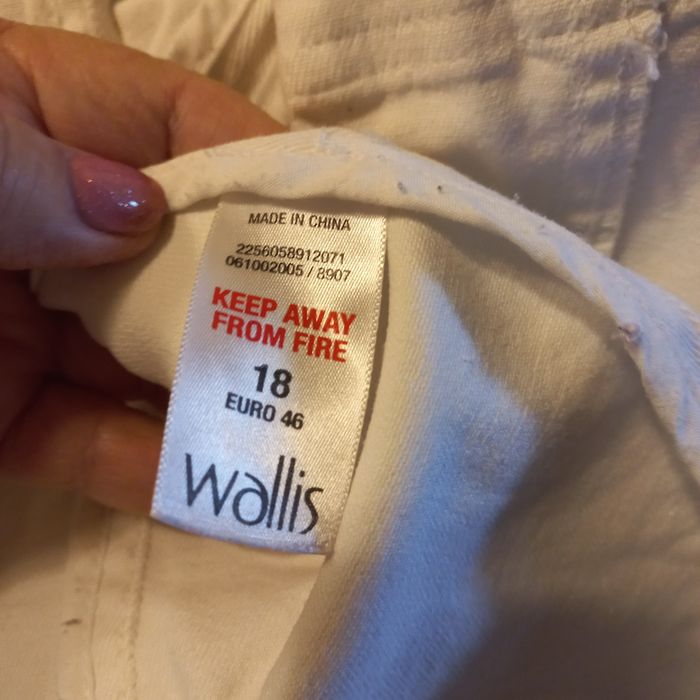 MADE IN CHINA
2256058912071
061002005 / 8907
KEEP AWAY
FROM FIRE
18
EURO 46
wallis